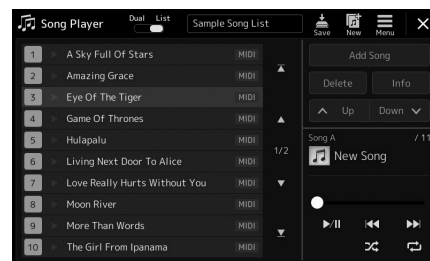 Song Player
Dual List
Sample Song List
Save
New
Menu
1 A Sky Full Of Stars MIDI
2 Amazing Grace MIDI
3 Eye Of The Tiger MIDI
4 Game Of Thrones MIDI
5 Hulapalu MIDI
6 Living Next Door To Alice MIDI
7 Love Really Hurts Without You MIDI
8 Moon River MIDI
9 More Than Words MIDI
10 The Girl From Ipanama MIDI
1/2
Add Song
Delete Info
Up Down
Song A / 11
New Song